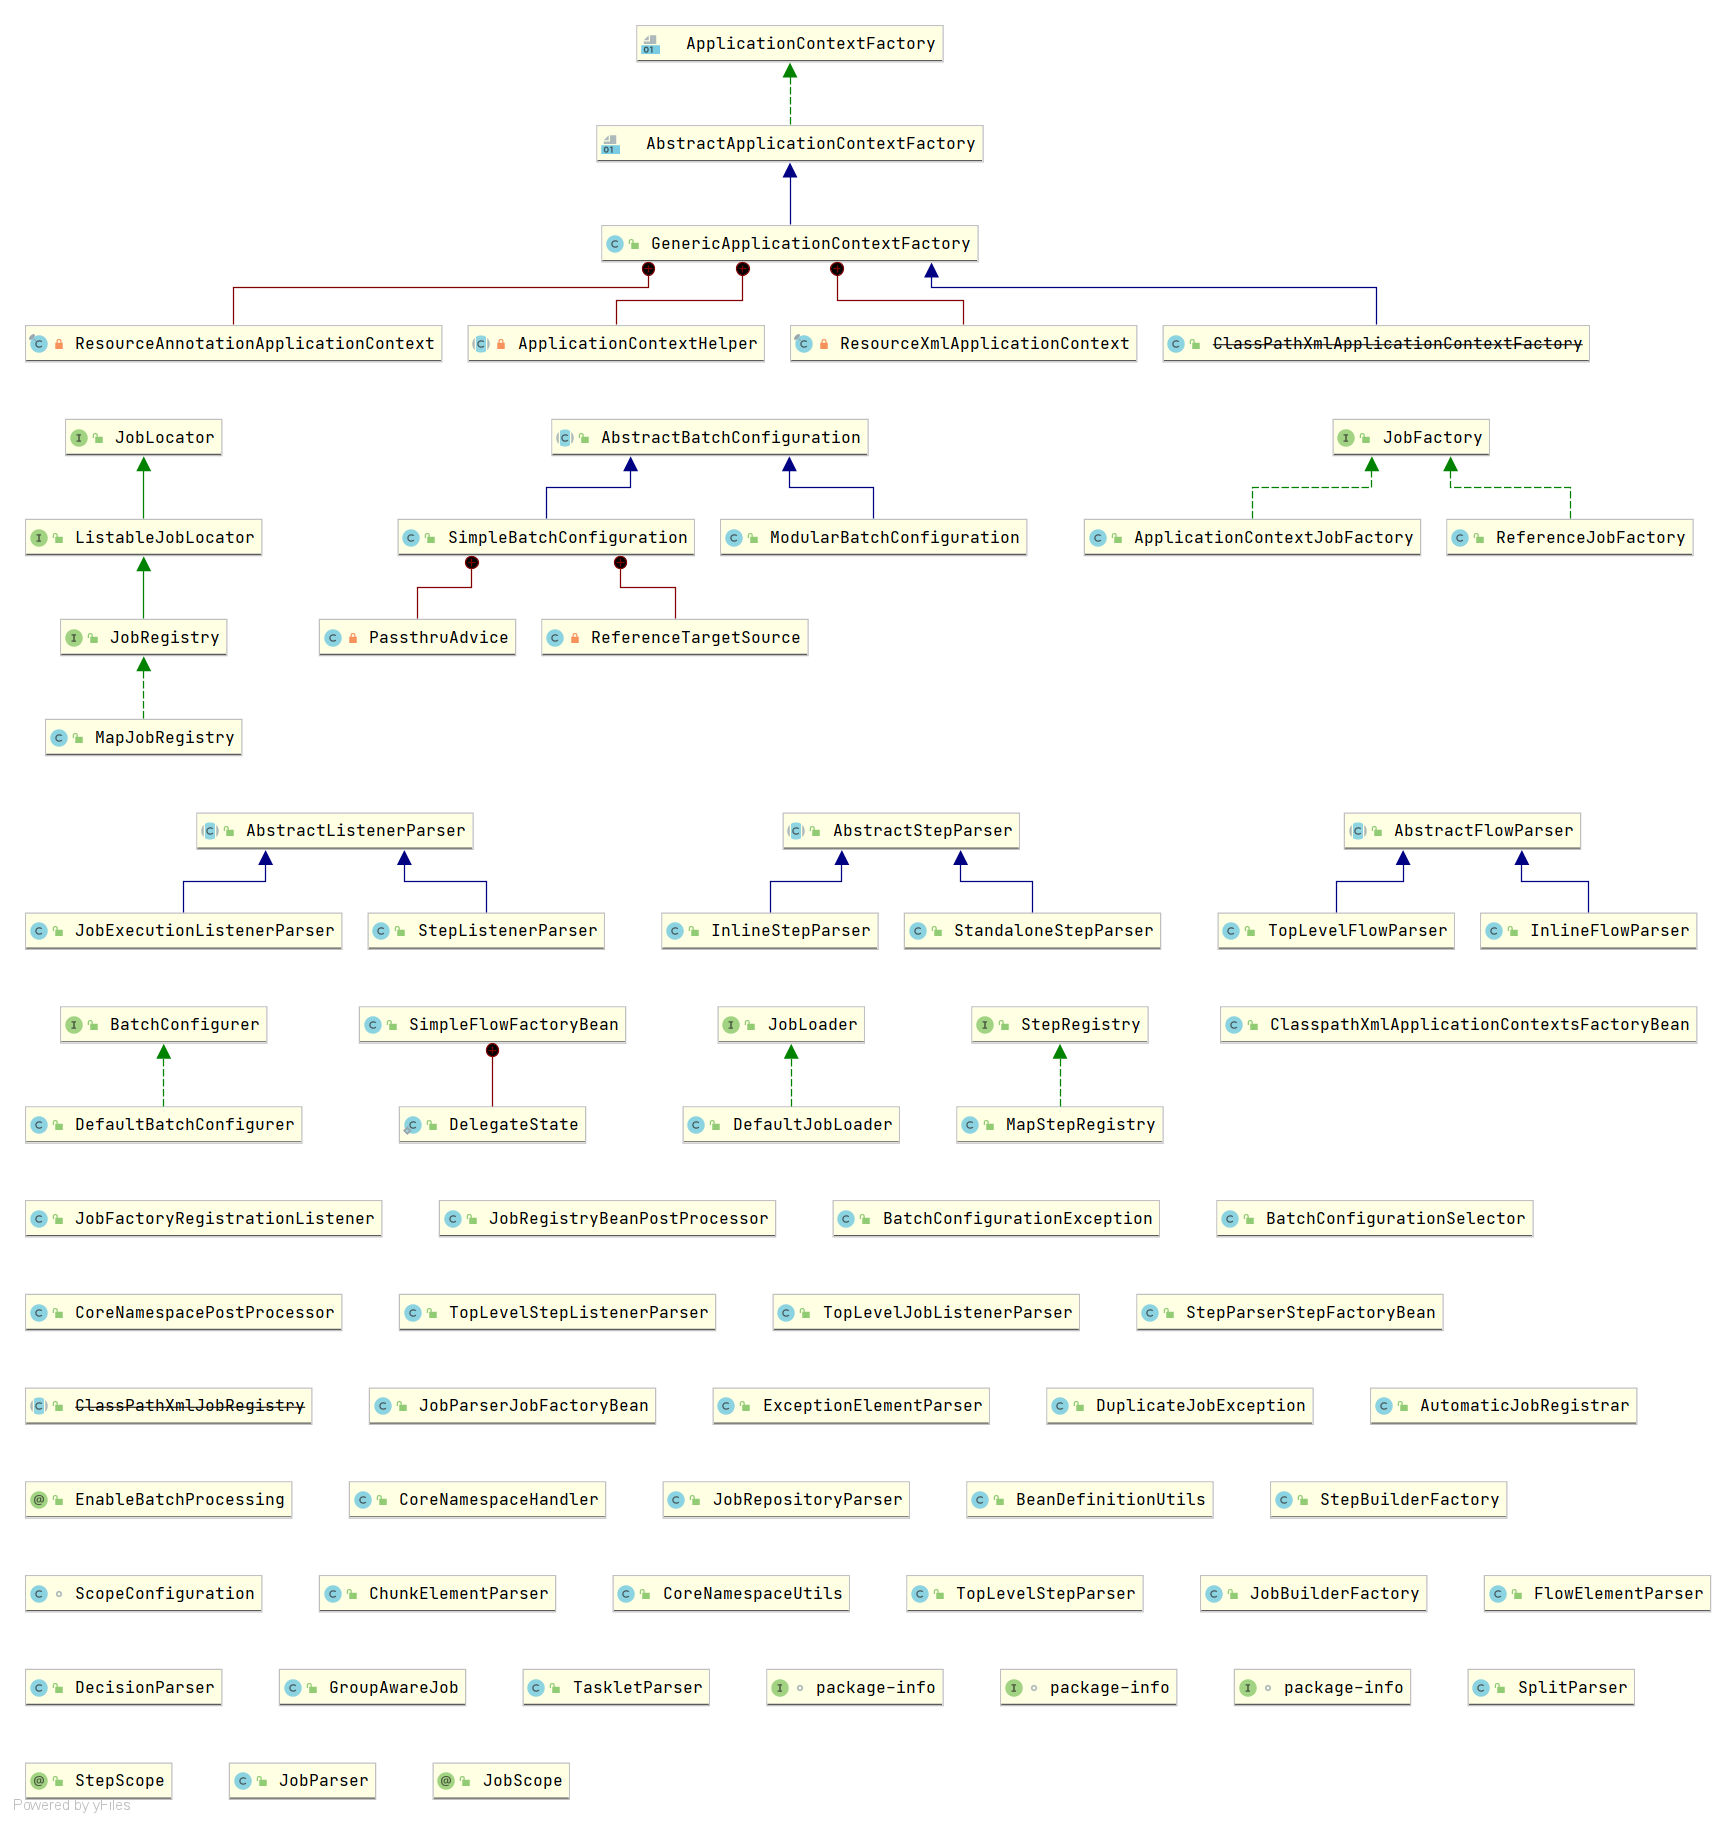 ApplicationContextFactory
AbstractApplicationContextFactory
GenericApplicationContextFactory
ResourceAnnotationApplicationContext
ApplicationContextHelper
ResourceXmlApplicationContext
ClassPathXmlApplicationContextFactory
JobLocator
AbstractBatchConfiguration
JobFactory
ListableJobLocator
SimpleBatchConfiguration
ModularBatchConfiguration
ApplicationContextJobFactory
ReferenceJobFactory
JobRegistry
PassthruAdvice
ReferenceTargetSource
MapJobRegistry
AbstractListenerParser
AbstractStepParser
AbstractFlowParser
JobExecutionListenerParser
StepListenerParser
InlineStepParser
StandaloneStepParser
TopLevelFlowParser
InlineFlowParser
BatchConfigurer
SimpleFlowFactoryBean
JobLoader
StepRegistry
ClasspathXmlApplicationContextsFactoryBean
DefaultBatchConfigurer
DelegateState
DefaultJobLoader
MapStepRegistry
JobFactoryRegistrationListener
JobRegistryBeanPostProcessor
BatchConfigurationException
BatchConfigurationSelector
CoreNamespacePostProcessor
TopLevelStepListenerParser
TopLevelJobListenerParser
StepParserStepFactoryBean
ClassPathXmlJobRegistry
JobParserJobFactoryBean
ExceptionElementParser
DuplicateJobException
AutomaticJobRegistrar
EnableBatchProcessing
CoreNamespaceHandler
JobRepositoryParser
BeanDefinitionUtils
StepBuilderFactory
ScopeConfiguration
ChunkElementParser
CoreNamespaceUtils
TopLevelStepParser
JobBuilderFactory
FlowElementParser
DecisionParser
GroupAwareJob
TaskletParser
package-info
package-info
package-info
SplitParser
StepScope
JobParser
JobScope
Powered by yFiles